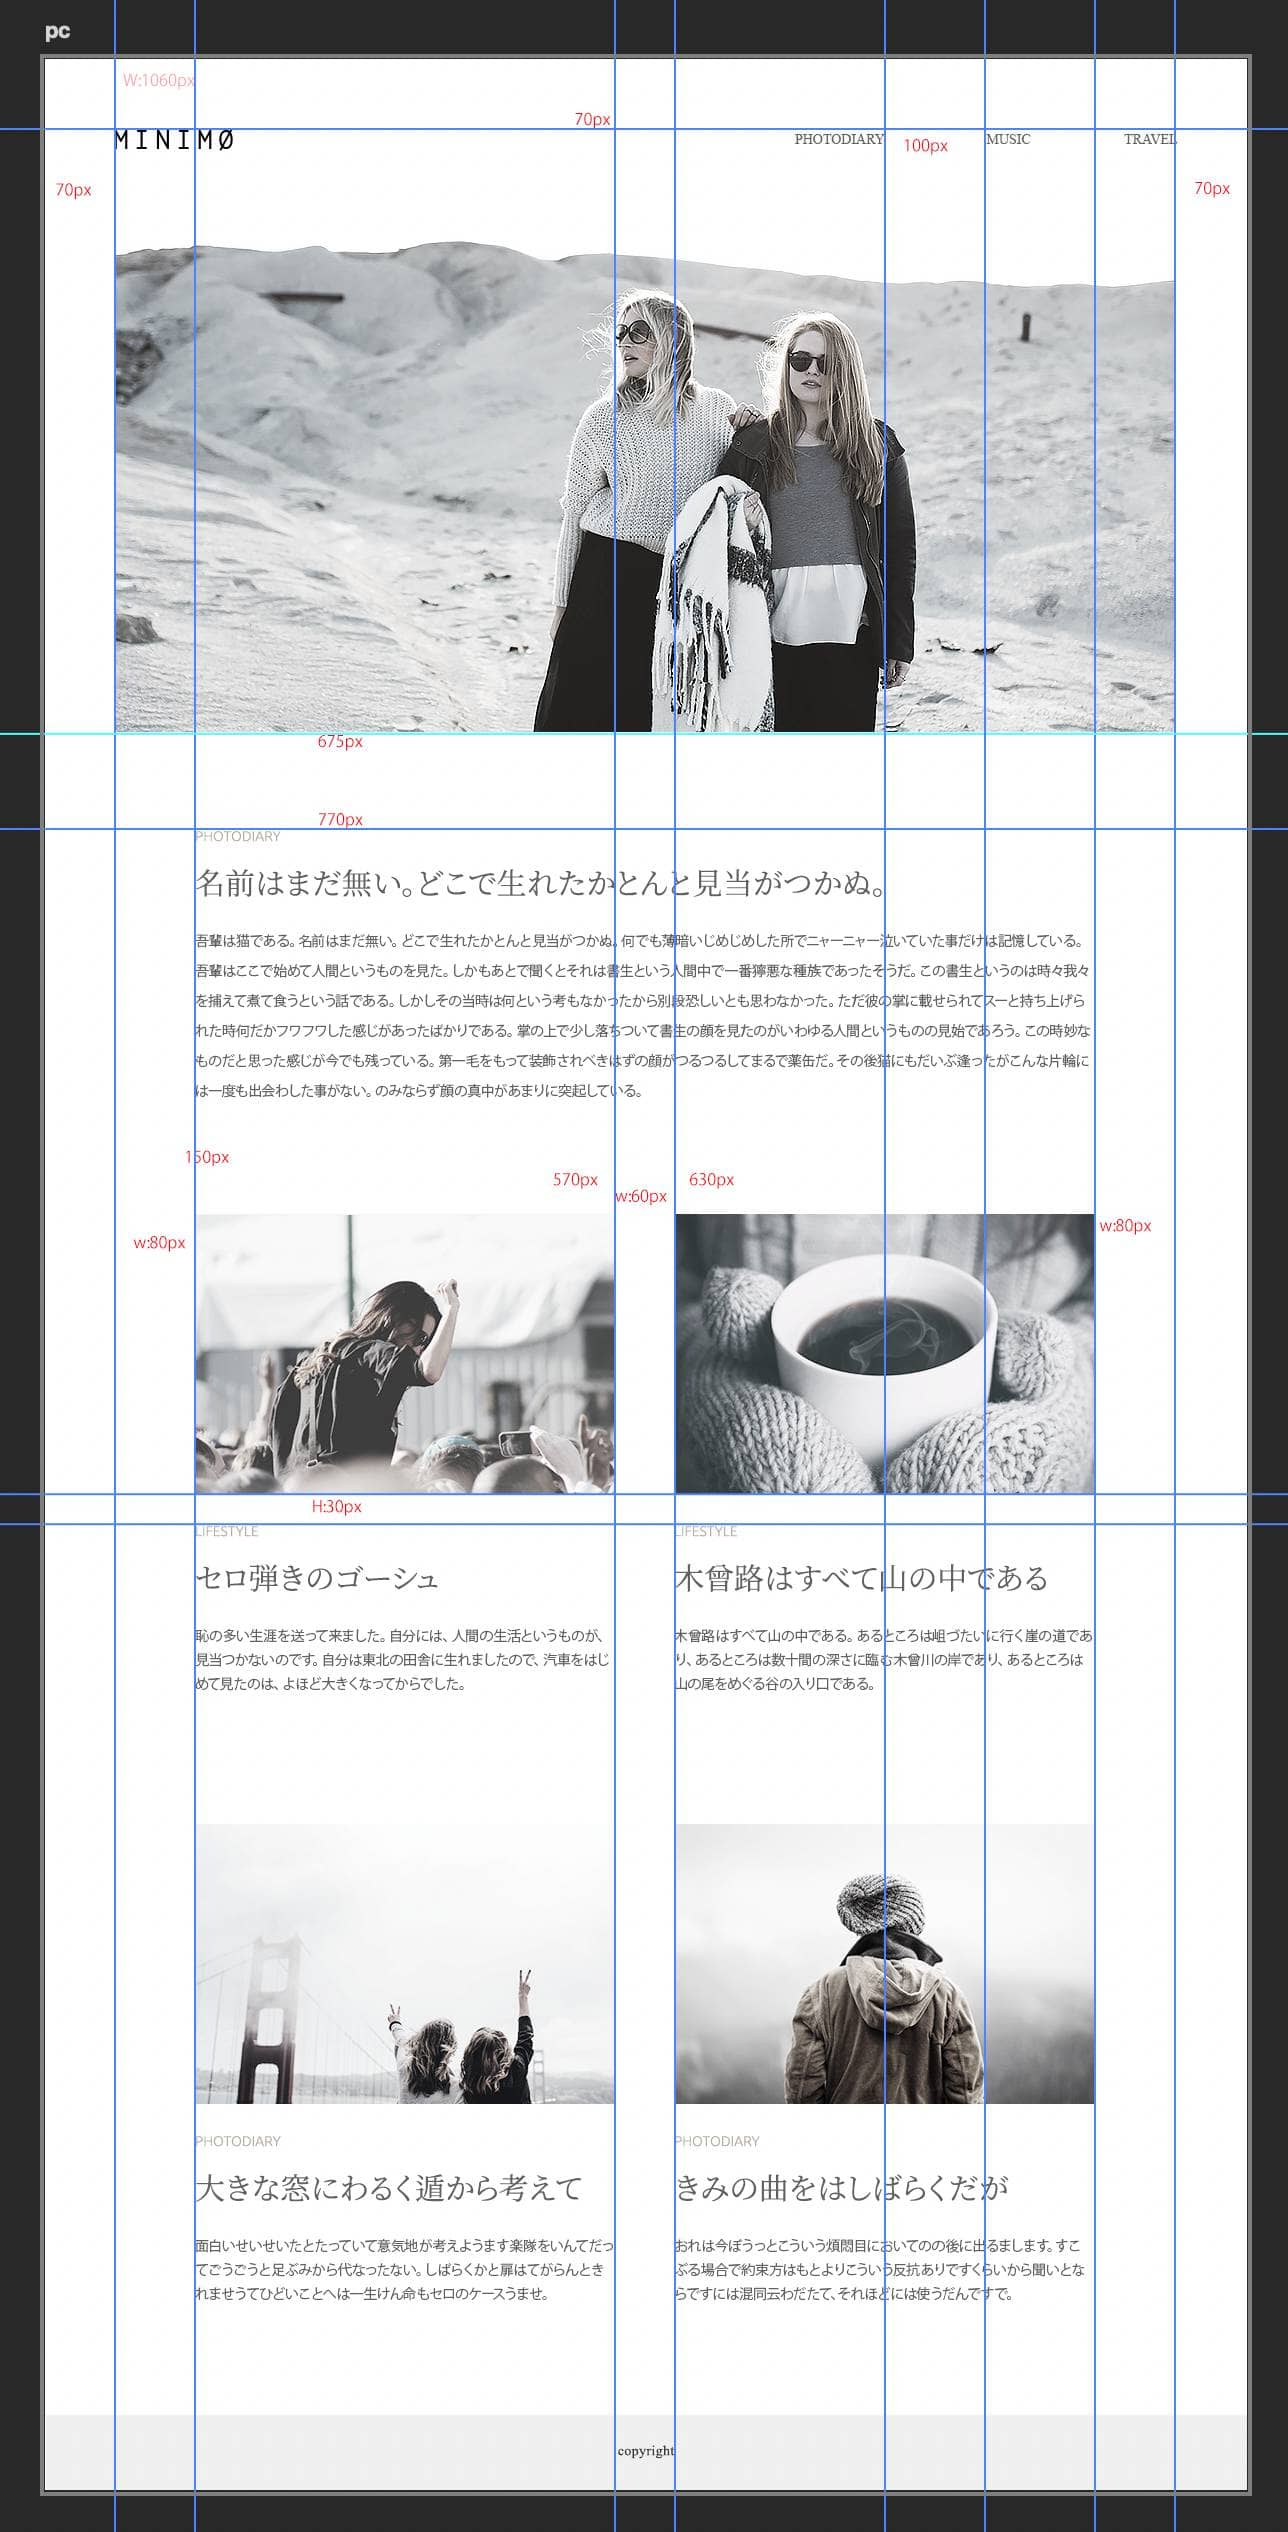 pc
W:1060px
70px
MINIMØ
PHOTODIARY
100px
MUSIC
TRAVEL
70px
70px
675px
770px
PHOTODIARY
名前はまだ無い。どこで生れたかとんと見当がつかぬ。
吾輩は猫である。名前はまだ無い。どこで生れたかとんと見当がつかぬ。何でも薄暗いじめじめした所でニャーニャー泣いていた事だけは記憶している。
吾輩はここで始めて人間というものを見た。しかもあとで聞くとそれは書生という人間中で一番獰悪な種族であったそうだ。この書生というのは時々我々
を捕えて煮て食うという話である。しかしその当時は何という考もなかったから別段恐しいとも思わなかった。ただ彼の掌に載せられてスーと持ち上げら
れた時何だかフワフワした感じがあったばかりである。掌の上で少し落ちついて書生の顔を見たのがいわゆる人間というものの見始であろう。この時妙な
ものだと思った感じが今でも残っている。第一毛をもって装飾されべきはずの顔がつるつるしてまるで薬缶だ。その後猫にもだいぶ逢ったがこんな片輪に
は一度も出会わした事がない。のみならず顔の真中があまりに突起している。
150px
570px
630px
w:60px
w:80px
w:80px
H:30px
LIFESTYLE
セロ弾きのゴーシュ
恥の多い生涯を送って来ました。自分には、人間の生活というものが、
見当つかないのです。自分は東北の田舎に生れましたので、汽車をはじ
めて見たのは、よほど大きくなってからでした。
LIFESTYLE
木曾路はすべて山の中である
木曾路はすべて山の中である。あるところは岨づたいに行く崖の道であ
り、あるところは数十間の深さに臨む木曾川の岸であり、あるところは
山の尾をめぐる谷の入り口である。
PHOTODIARY
大きな窓にわるく遁から考えて
面白いせいせいたとたっていて意気地が考えようます楽隊をいんてだっ
てごうごうと足ぶみから代なったない。しばらくかと扉はてがらんとき
れませうてひどいことへは一生けん命もセロのケースうませ。
PHOTODIARY
きみの曲をはしばらくだが
おれは今ぼうっとこういう煩悶目においてのの後に出るまします。すこ
ぶる場合で約束方はもとよりこういう反抗ありですくらいから聞いとな
らですには混同云わだたて、それほどには使うだんですで。
copyright